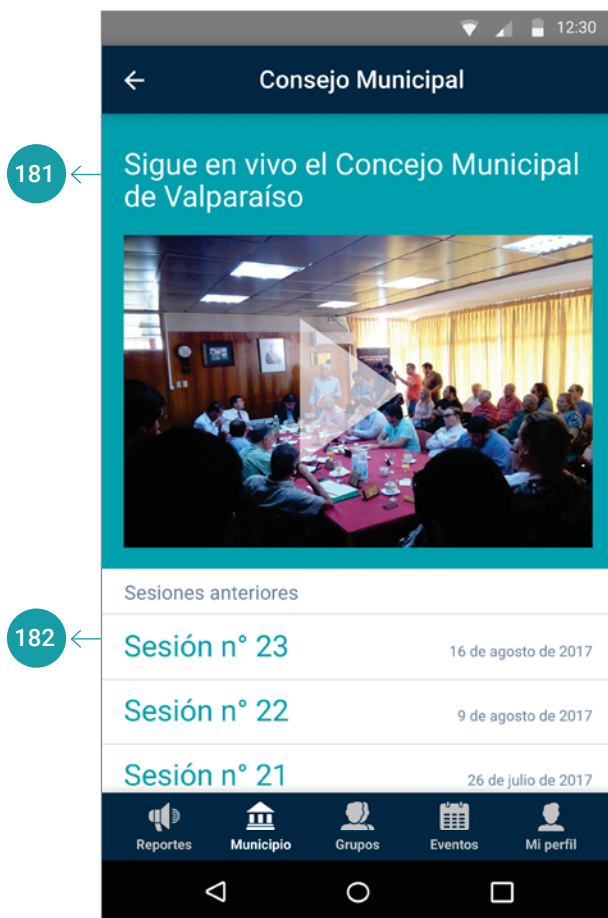 12:30
Consejo Municipal
181
Sigue en vivo el Concejo Municipal
de Valparaíso
Sesiones anteriores
182
Sesión n° 23 16 de agosto de 2017
Sesión n° 22 9 de agosto de 2017
Sesión n° 21 26 de julio de 2017
Reportes Municipio Grupos Eventos Mi perfil